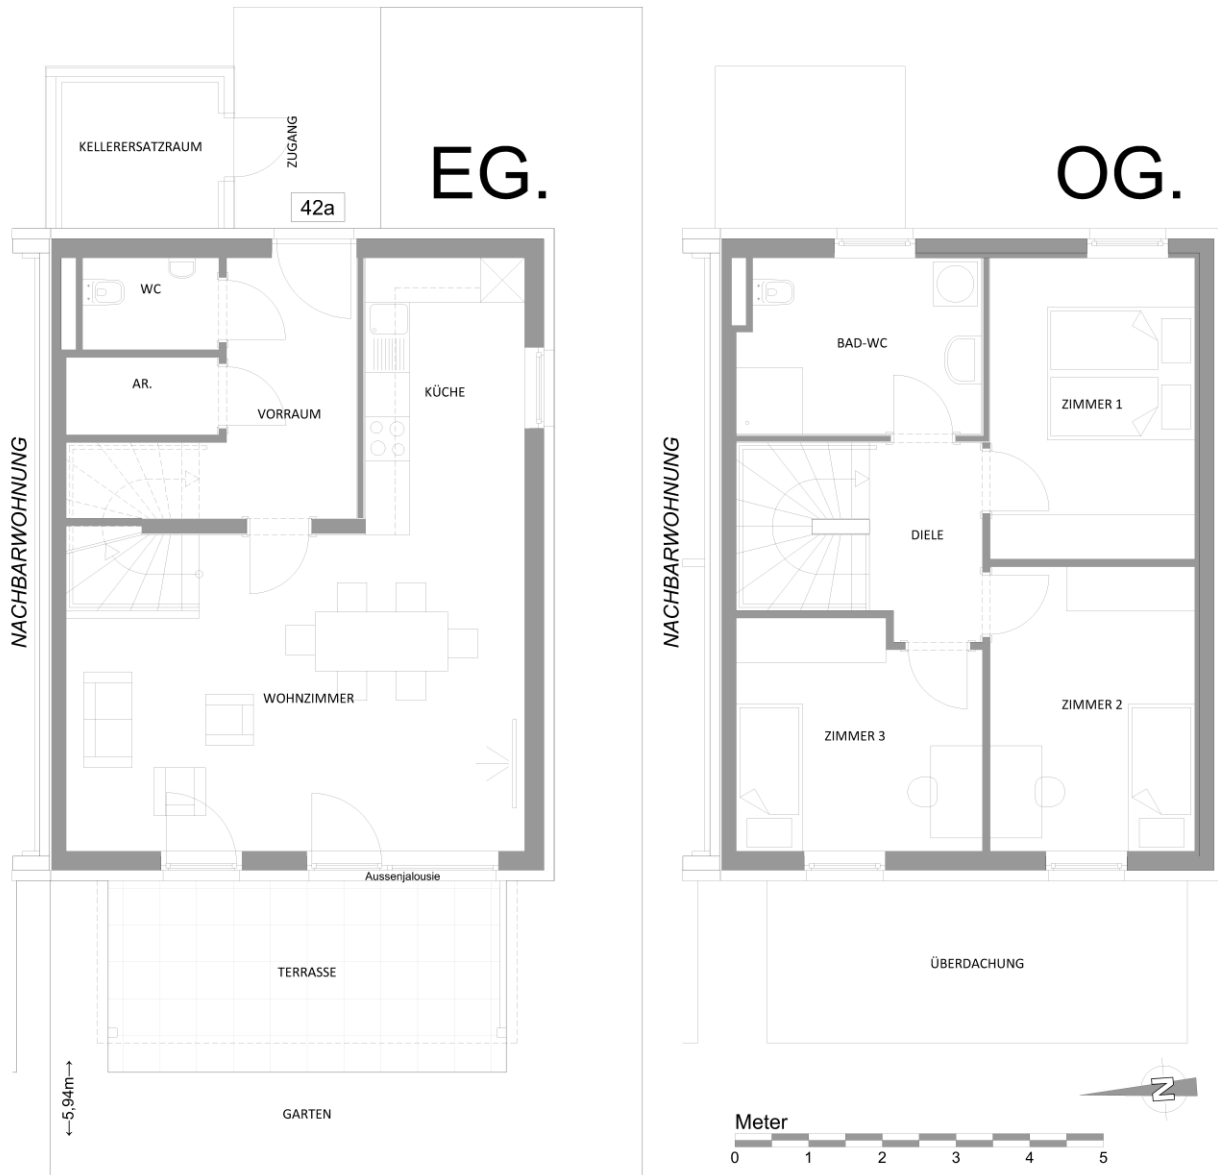 KELLERERSATZRAUM
ZUGANG
EG.
42a
WC
AR.
VORRAUM
KÜCHE
NACHBARWOHNUNG
WOHNZIMMER
Aussenjalousie
TERRASSE
←5,94m→
GARTEN
OG.
BAD-WC
ZIMMER 1
NACHBARWOHNUNG
DIELE
ZIMMER 2
ZIMMER 3
ÜBERDACHUNG
N
Meter
0 1 2 3 4 5